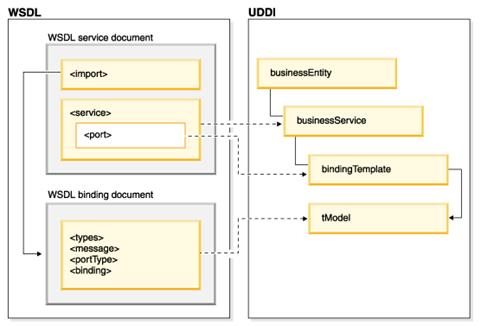 WSDL
WSDL service document
<import>
<service>
<port>
WSDL binding document
<types>
<message>
<portType>
<binding>
UDDI
businessEntity
businessService
bindingTemplate
tModel